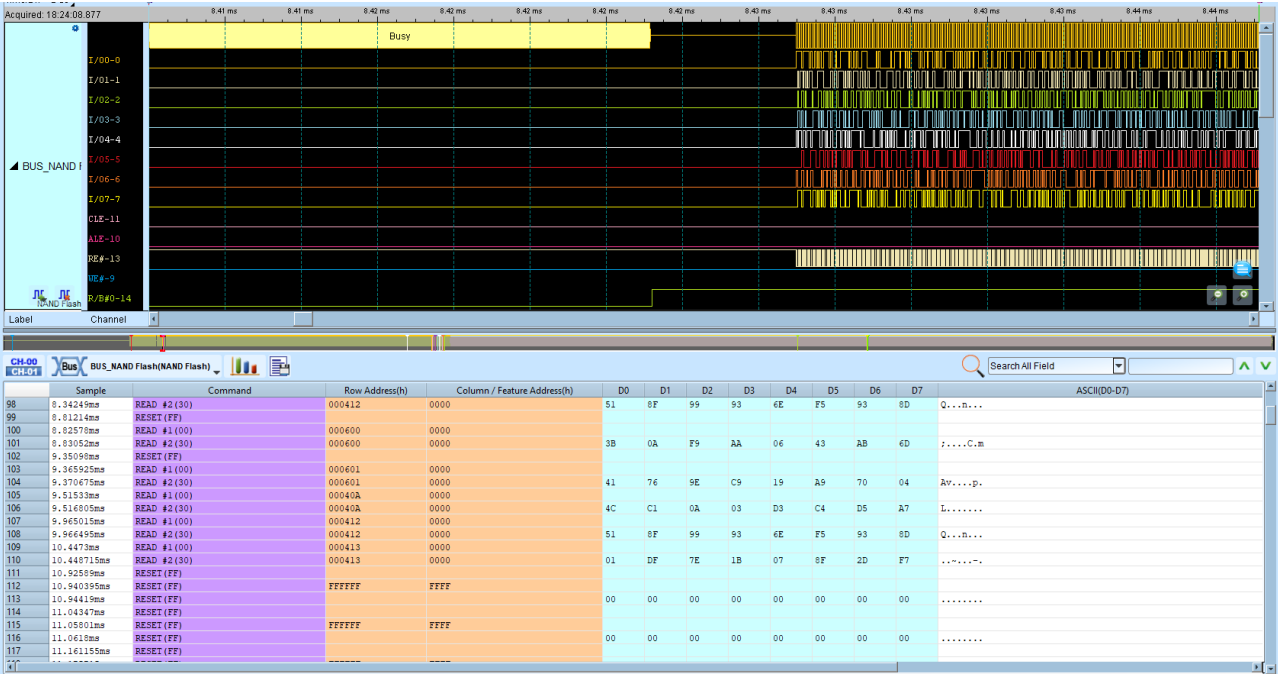 Acquired: 18:24:08.877
8.41 ms 8.41 ms 8.42 ms 8.42 ms 8.42 ms 8.42 ms 8.42 ms 8.43 ms 8.43 ms 8.43 ms 8.43 ms 8.43 ms 8.44 ms 8.44 ms
Busy
I/O0-0
I/O1-1
I/O2-2
I/O3-3
I/O4-4
BUS_NAND F
I/O5-5
I/O6-6
I/O7-7
CLE-11
ALE-10
RE#-13
WE#-9
NAND Flash
R/B#0-14
Label Channel
CH-00
CH-01
Bus BUS_NAND Flash(NAND Flash)
Search All Field
Sample Command Row Address(h) Column / Feature Address(h) D0 D1 D2 D3 D4 D5 D6 D7 ASCII(D0-D7)
98 8.34249ms READ #2(30) 000412 0000 51 8F 99 93 6E F5 93 8D Q...n...
99 8.81214ms RESET(FF)
100 8.82578ms READ #1(00) 000600 0000
101 8.83052ms READ #2(30) 000600 0000 3B 0A F9 AA 06 43 AB 6D ;....C.m
102 9.35098ms RESET(FF)
103 9.365925ms READ #1(00) 000601 0000
104 9.370675ms READ #2(30) 000601 0000 41 76 9E C9 19 A9 70 04 Av....p.
105 9.51533ms READ #1(00) 00040A 0000
106 9.516805ms READ #2(30) 00040A 0000 4C C1 0A 03 D3 C4 D5 A7 L.......
107 9.965015ms READ #1(00) 000412 0000
108 9.966495ms READ #2(30) 000412 0000 51 8F 99 93 6E F5 93 8D Q...n...
109 10.4473ms READ #1(00) 000413 0000
110 10.448715ms READ #2(30) 000413 0000 01 DF 7E 1B 07 8F 2D F7 ..~...-.
111 10.92589ms RESET(FF)
112 10.940395ms RESET(FF) FFFFFF FFFF
113 10.94419ms RESET(FF) 00 00 00 00 00 00 00 00 ........
114 11.04347ms RESET(FF)
115 11.05801ms RESET(FF) FFFFFF FFFF
116 11.0618ms RESET(FF) 00 00 00 00 00 00 00 00 ........
117 11.161155ms RESET(FF)